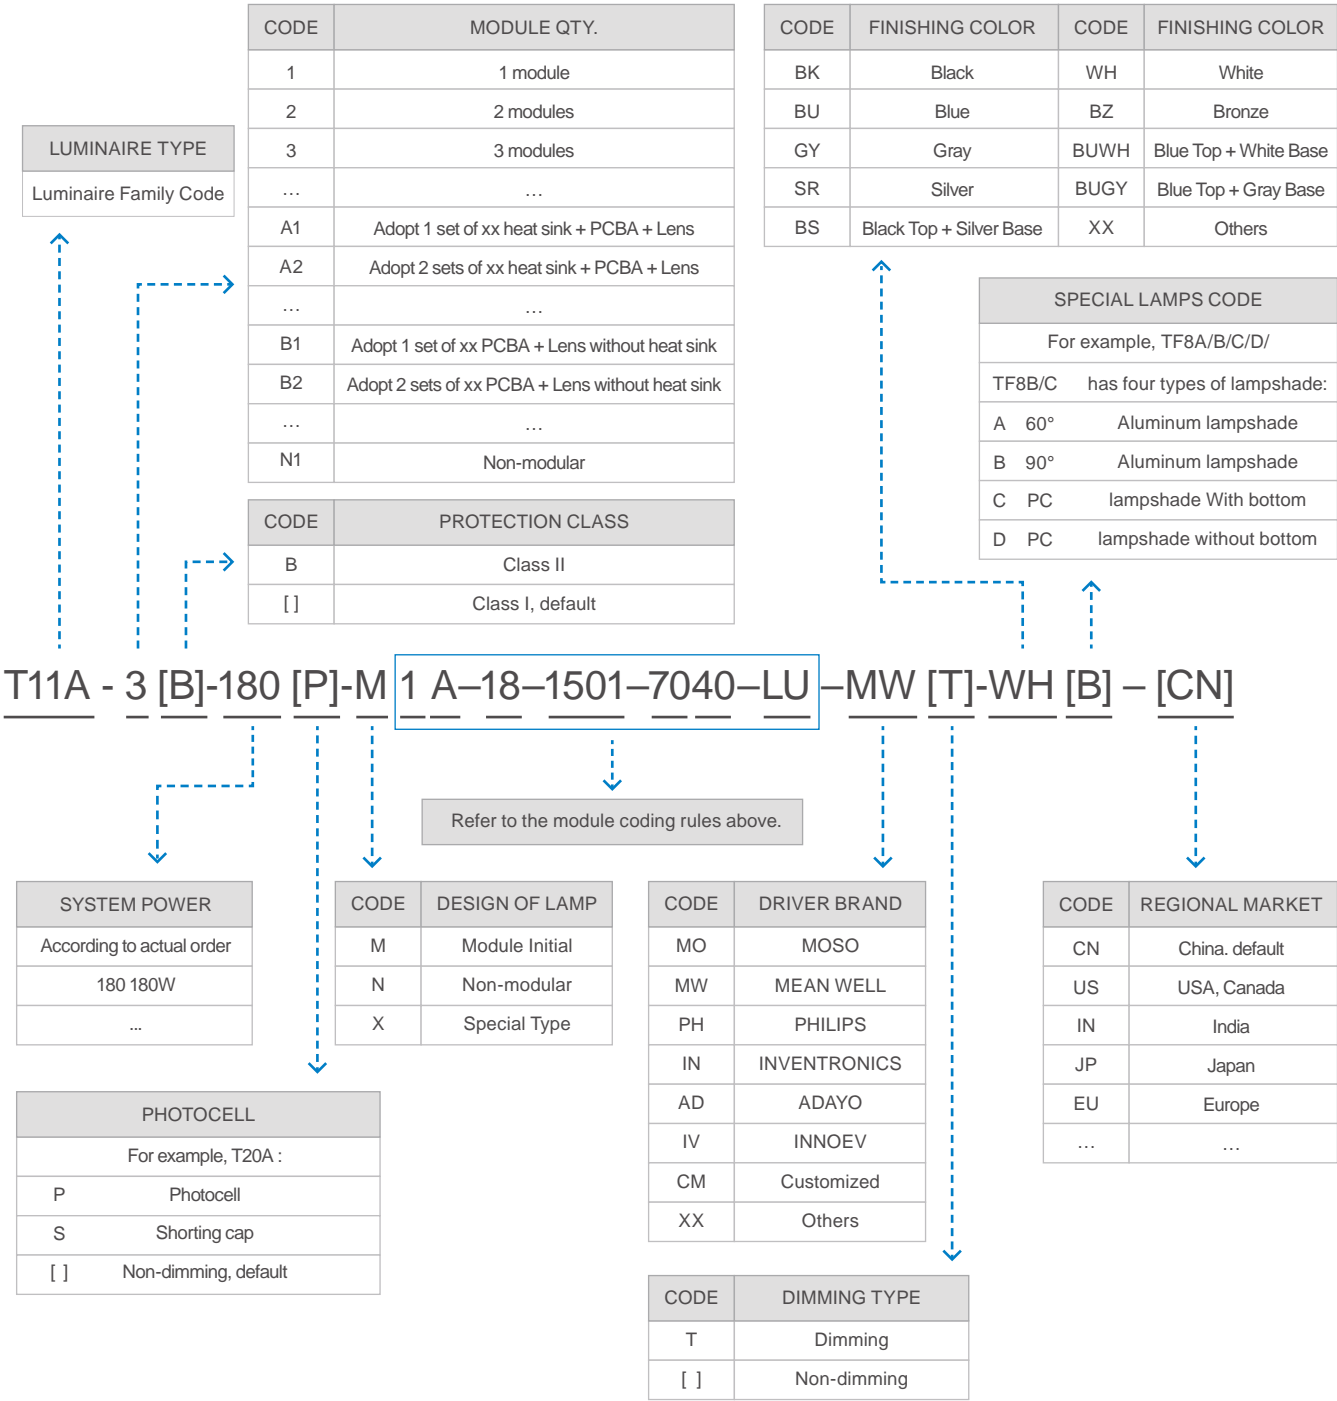 CODE MODULE QTY.
1 1 module
2 2 modules
3 3 modules
... ...
A1 Adopt 1 set of xx heat sink + PCBA + Lens
A2 Adopt 2 sets of xx heat sink + PCBA + Lens
... ...
B1 Adopt 1 set of xx PCBA + Lens without heat sink
B2 Adopt 2 sets of xx PCBA + Lens without heat sink
... ...
N1 Non-modular
CODE FINISHING COLOR CODE FINISHING COLOR
BK Black WH White
BU Blue BZ Bronze
GY Gray BUWH Blue Top + White Base
SR Silver BUGY Blue Top + Gray Base
BS Black Top + Silver Base XX Others
LUMINAIRE TYPE
Luminaire Family Code
SPECIAL LAMPS CODE
For example, TF8A/B/C/D/
TF8B/C has four types of lampshade:
A 60° Aluminum lampshade
B 90° Aluminum lampshade
C PC lampshade With bottom
D PC lampshade without bottom
CODE PROTECTION CLASS
B Class II
[ ] Class I, default
T11A - 3 [B]-180 [P]-M 1 A–18–1501–7040–LU –MW [T]-WH [B] – [CN]
Refer to the module coding rules above.
SYSTEM POWER
According to actual order
180 180W
...
CODE DESIGN OF LAMP
M Module Initial
N Non-modular
X Special Type
CODE DRIVER BRAND
MO MOSO
MW MEAN WELL
PH PHILIPS
IN INVENTRONICS
AD ADAYO
IV INNOEV
CM Customized
XX Others
CODE REGIONAL MARKET
CN China. default
US USA, Canada
IN India
JP Japan
EU Europe
... ...
PHOTOCELL
For example, T20A :
P Photocell
S Shorting cap
[ ] Non-dimming, default
CODE DIMMING TYPE
T Dimming
[ ] Non-dimming